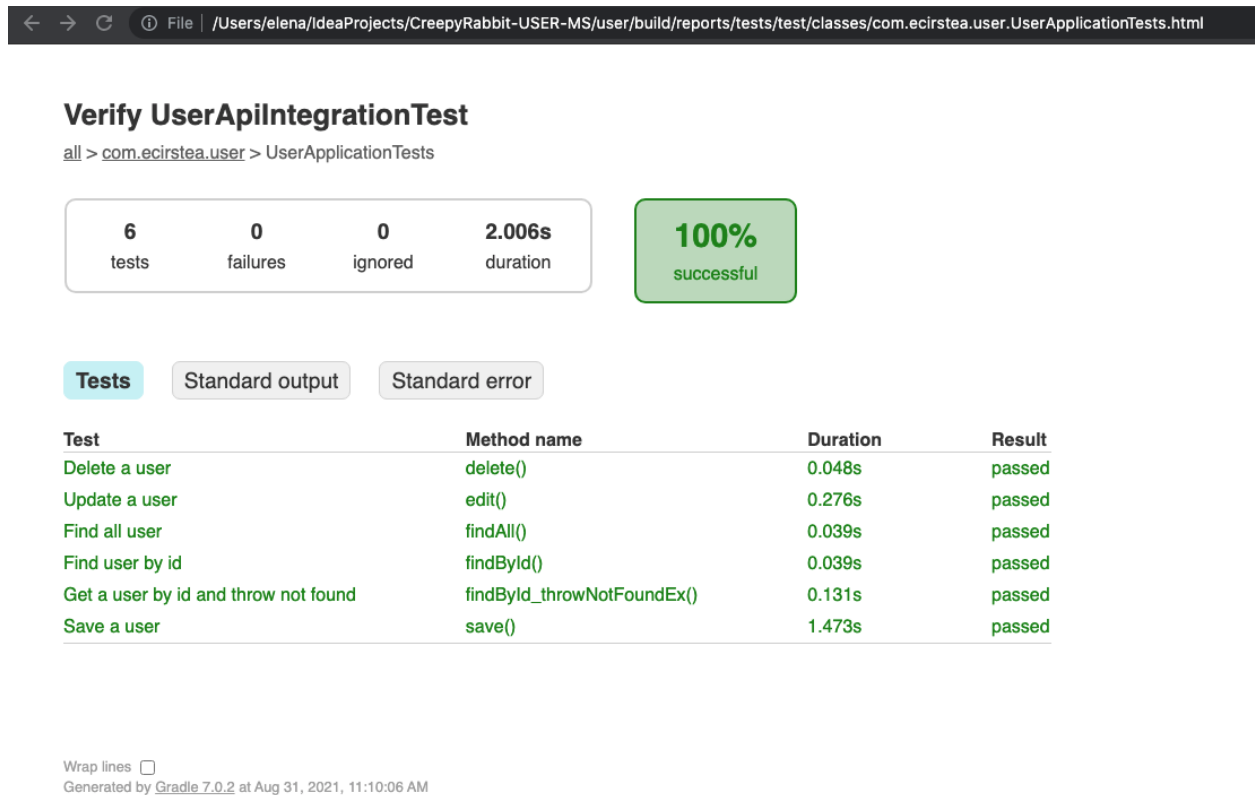 File | /Users/elena/IdeaProjects/CreepyRabbit-USER-MS/user/build/reports/tests/test/classes/com.ecirstea.user.UserApplicationTests.html
Verify UserApiIntegrationTest
all > com.ecirstea.user > UserApplicationTests
6 0 0 2.006s
tests failures ignored duration
100%
successful
Tests Standard output Standard error
Test Method name Duration Result
Delete a user delete() 0.048s passed
Update a user edit() 0.276s passed
Find all user findAll() 0.039s passed
Find user by id findById() 0.039s passed
Get a user by id and throw not found findById_throwNotFoundEx() 0.131s passed
Save a user save() 1.473s passed
Wrap lines
Generated by Gradle 7.0.2 at Aug 31, 2021, 11:10:06 AM